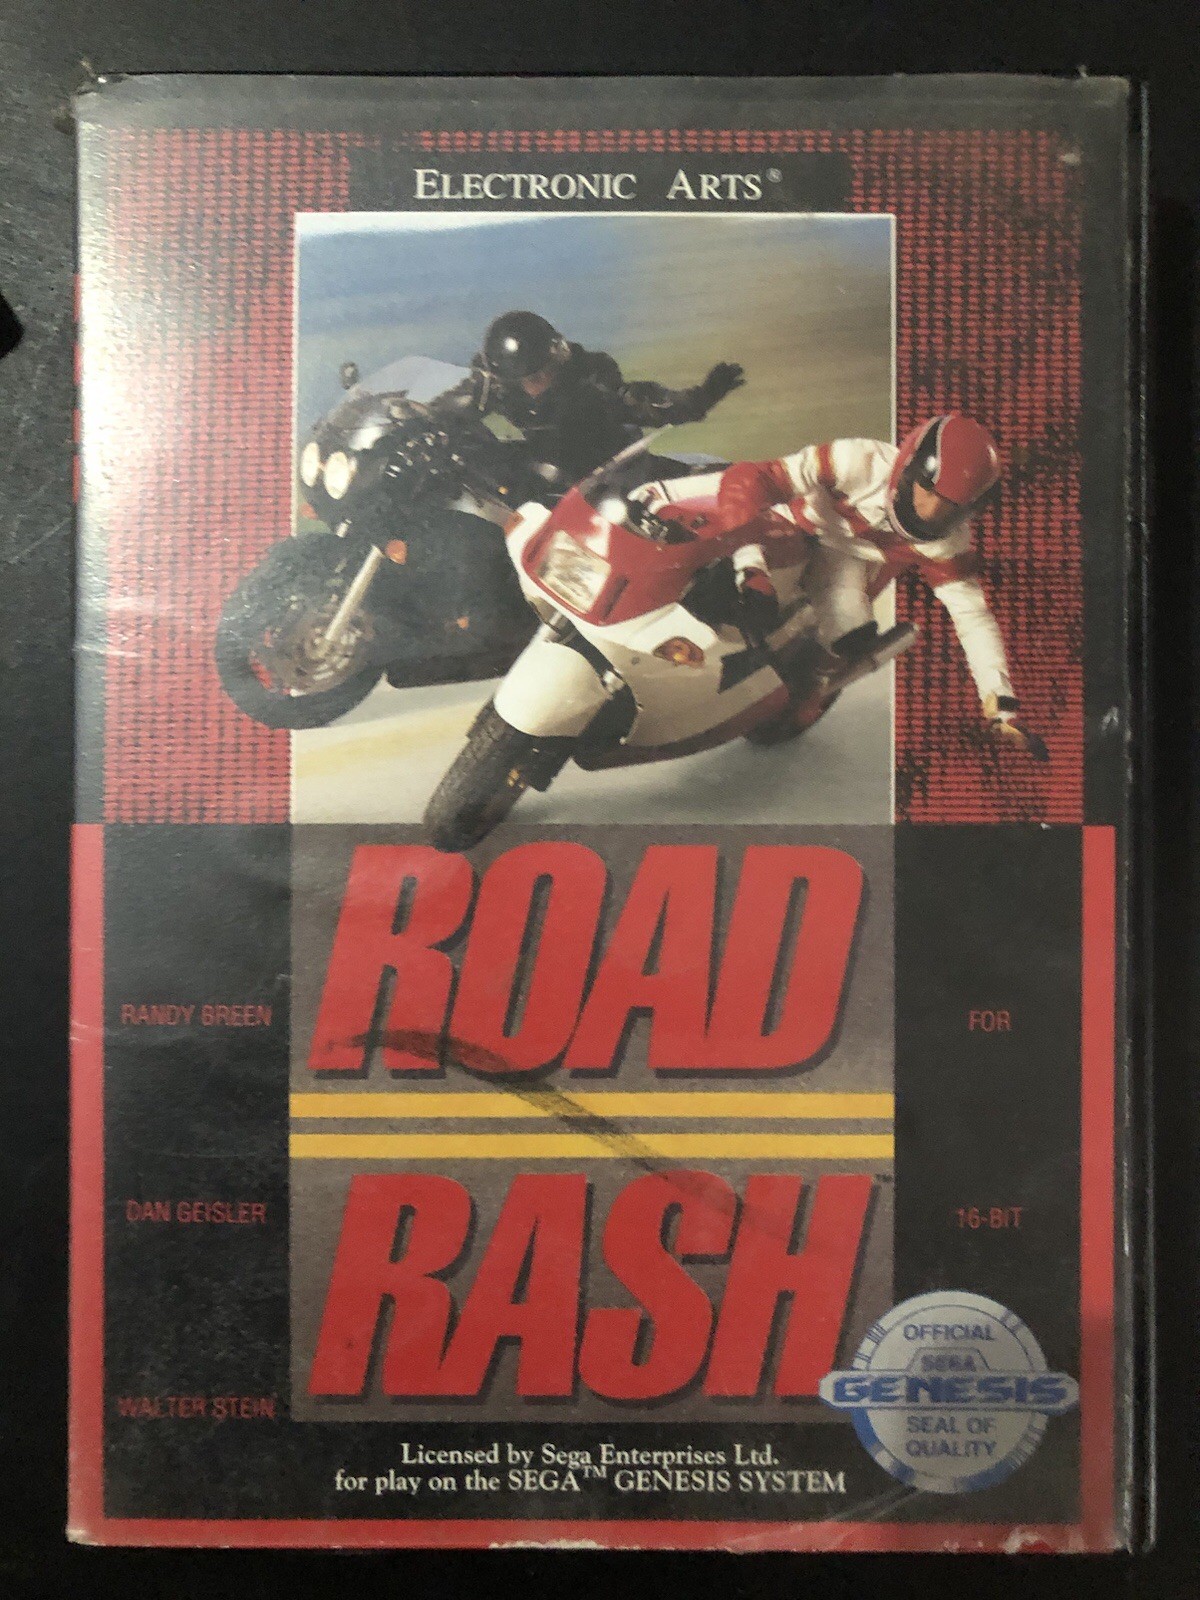 ELECTRONIC ARTS®
ROAD
RASH™
RANDY BREEN
DAN GEISLER
WALTER STEIN
FOR
16-BIT
OFFICIAL
SEGA
GENESIS
SEAL OF
QUALITY
Licensed by Sega Enterprises Ltd.
for play on the SEGA™ GENESIS SYSTEM